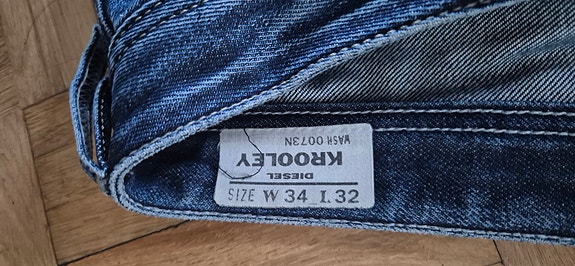 DIESEL
KROOLEY
WASH 0073N
SIZE W 34 L 32